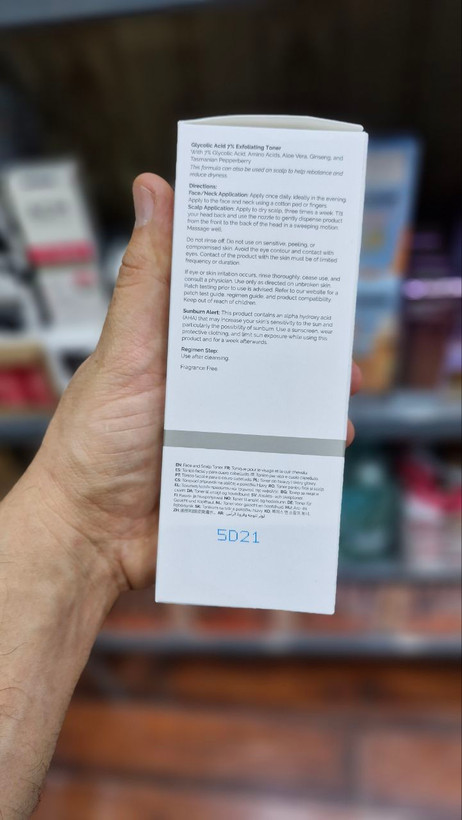 Glycolic Acid 7% Exfoliating Toner
With 7% Glycolic Acid, Amino Acids, Aloe Vera, Ginseng, and
Tasmanian Pepperberry
This formula can also be used on scalp to help rebalance and
reduce dryness
Directions:
Face/Neck Application: Apply once daily, ideally in the evening.
Apply to the face and neck using a cotton pad or fingers
Scalp Application: Apply to dry scalp, three times a week. Tilt
your head back and use the nozzle to gently dispense product
from the front to the back of the head in a sweeping motion.
Massage well.
Do not rinse off. Do not use on sensitive, peeling, or
compromised skin. Avoid the eye contour and contact with
eyes. Contact of the product with the skin must be of limited
frequency or duration.
If eye or skin irritation occurs, rinse thoroughly, cease use, and
consult a physician. Use only as directed on unbroken skin.
Patch testing prior to use is advised. Refer to our website for a
patch test guide, regimen guide, and product compatibility.
Keep out of reach of children.
Sunburn Alert: This product contains an alpha hydroxy acid
(AHA) that may increase your skin's sensitivity to the sun and
particularly the possibility of sunburn. Use a sunscreen, wear
protective clothing, and limit sun exposure while using this
product and for a week afterwards.
Regimen Step:
Use after cleansing.
Fragrance Free.
EN: Face and Scalp Toner FR:
5D21